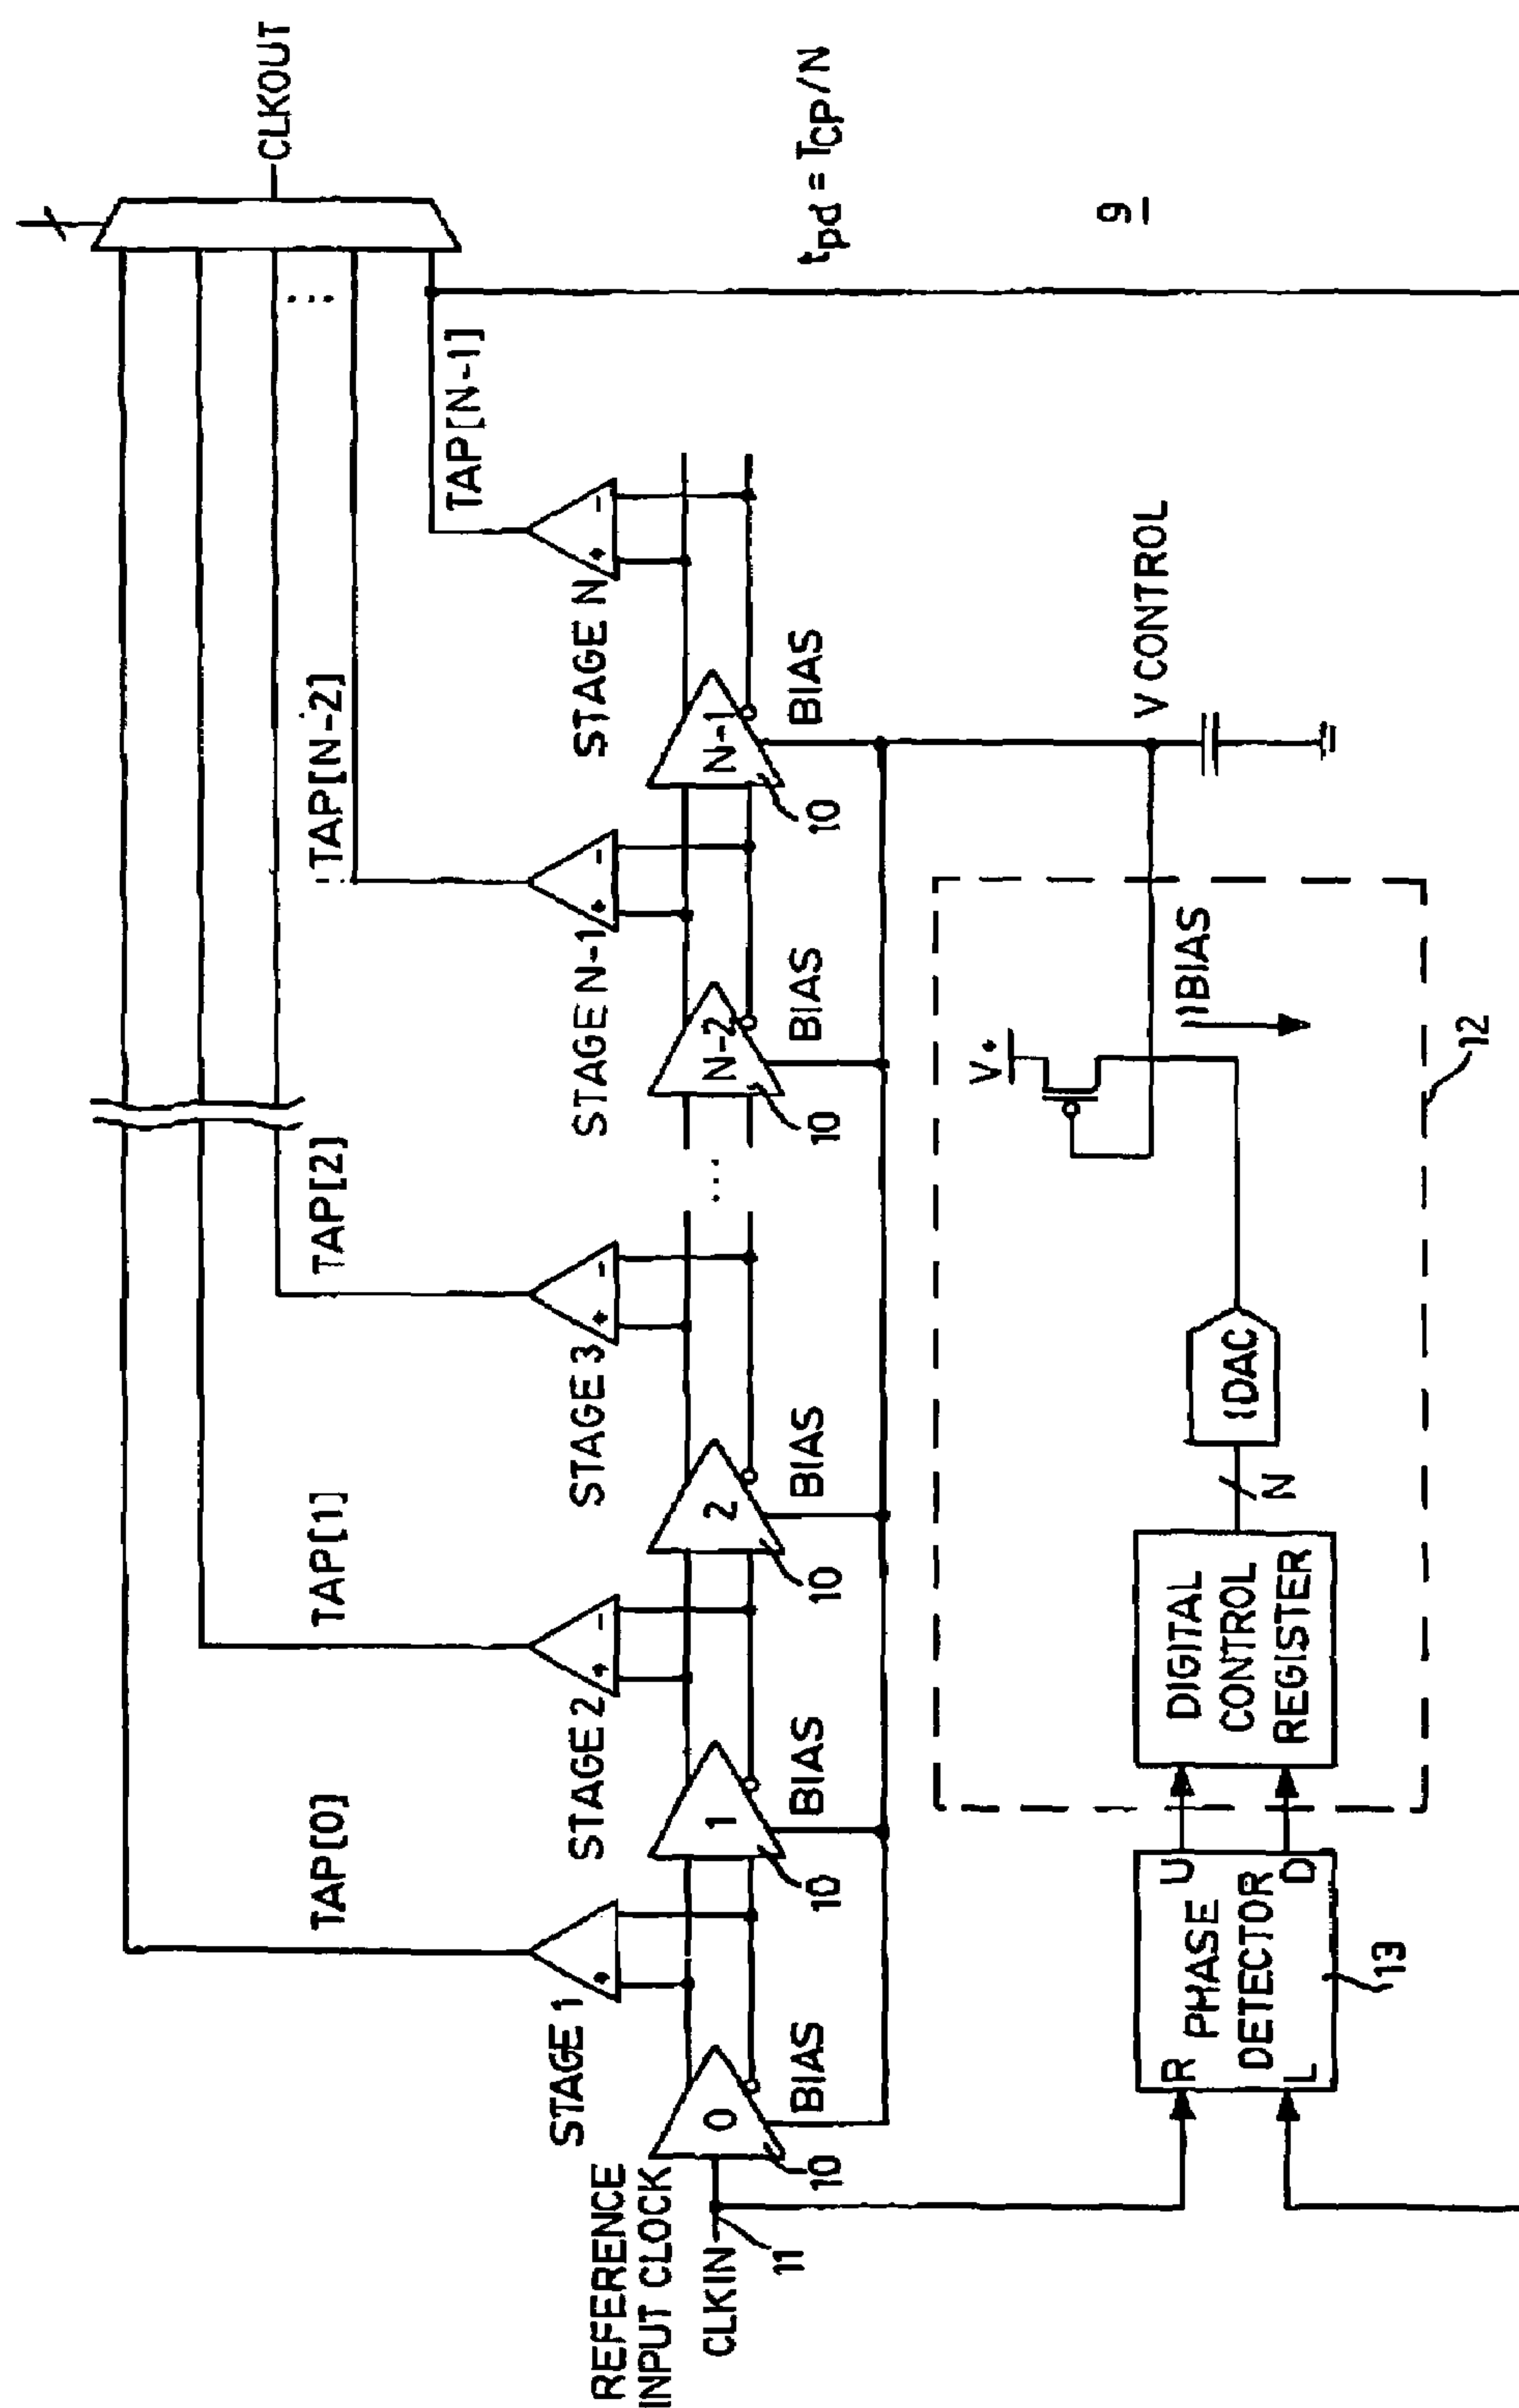 CLKOUT
TAP[0]
TAP[1]
TAP[2]
TAP[N-2]
TAP[N-1]
STAGE 1
STAGE 2
STAGE 3
STAGE N-1
STAGE N
REFERENCE
INPUT CLOCK
CLKIN
11
0
1
2
...
N-2
N-1
+
+ -
+ -
+ -
+ -
10
10
10
10
10
BIAS
BIAS
BIAS
BIAS
BIAS
tpd = TCP/N
V CONTROL
9
R
L
PHASE
DETECTOR
U
D
13
DIGITAL
CONTROL
REGISTER
N
IDAC
V+
IBIAS
12